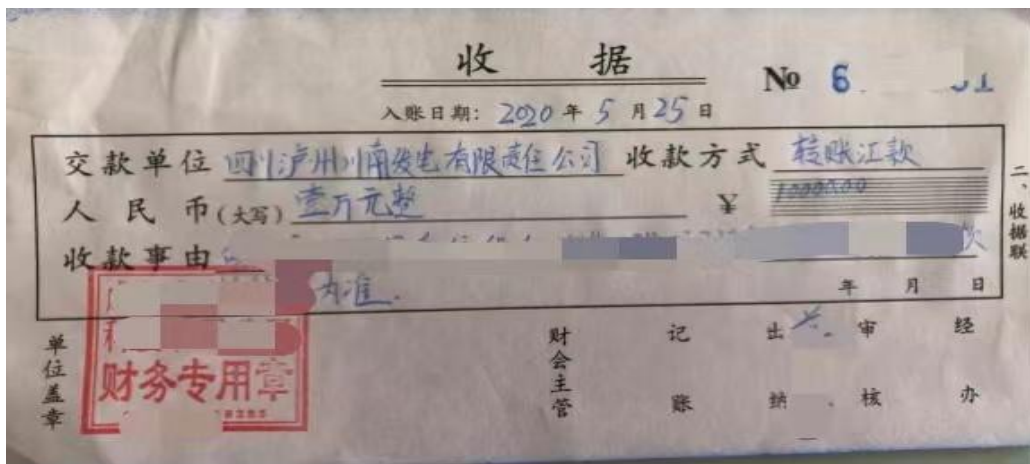 收 据
No 6
入账日期: 2020 年 5 月 25 日
交款单位 四川泸州川南发电有限责任公司 收款方式 转账汇款
人民币(大写) 壹万元整 ¥ 1000000
收款事由 款
为准.
年 月 日
二、收据联
单位盖章
财务专用章
财会主管
记账
出纳
审核
经办